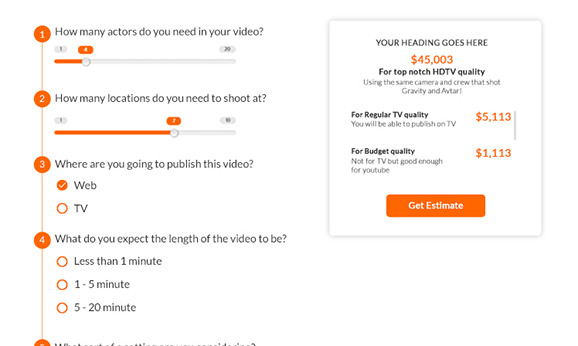 1
How many actors do you need in your video?
1
4
20
2
How many locations do you need to shoot at?
1
2
10
3
Where are you going to publish this video?
Web
TV
4
What do you expect the length of the video to be?
Less than 1 minute
1 - 5 minute
5 - 20 minute
YOUR HEADING GOES HERE
$45,003
For top notch HDTV quality
Using the same camera and crew that shot
Gravity and Avtar!
For Regular TV quality
You will be able to publish on TV
$5,113
For Budget quality
Not for TV but good enough
for youtube
$1,113
Get Estimate